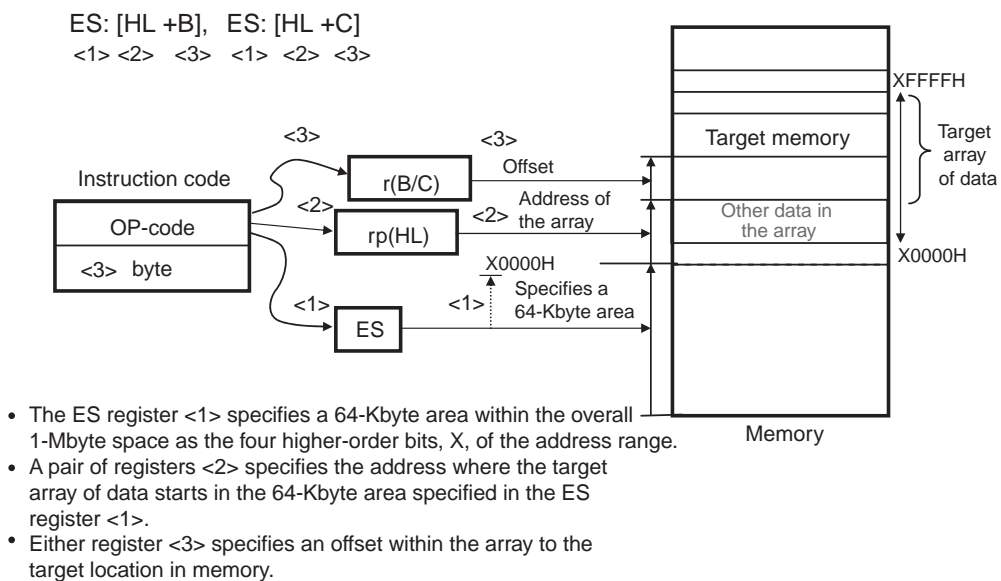 ES: [HL +B], ES: [HL +C]
<1> <2> <3> <1> <2> <3>
XFFFFH
Target memory
Target
array
of data
<3>
<3>
Offset
Instruction code
r(B/C)
OP-code
<2>
rp(HL)
<2>
Address of
the array
Other data in
the array
<3> byte
X0000H
X0000H
<1>
ES
<1>
Specifies a
64-Kbyte area
Memory
• The ES register <1> specifies a 64-Kbyte area within the overall
1-Mbyte space as the four higher-order bits, X, of the address range.
• A pair of registers <2> specifies the address where the target
array of data starts in the 64-Kbyte area specified in the ES
register <1>.
• Either register <3> specifies an offset within the array to the
target location in memory.